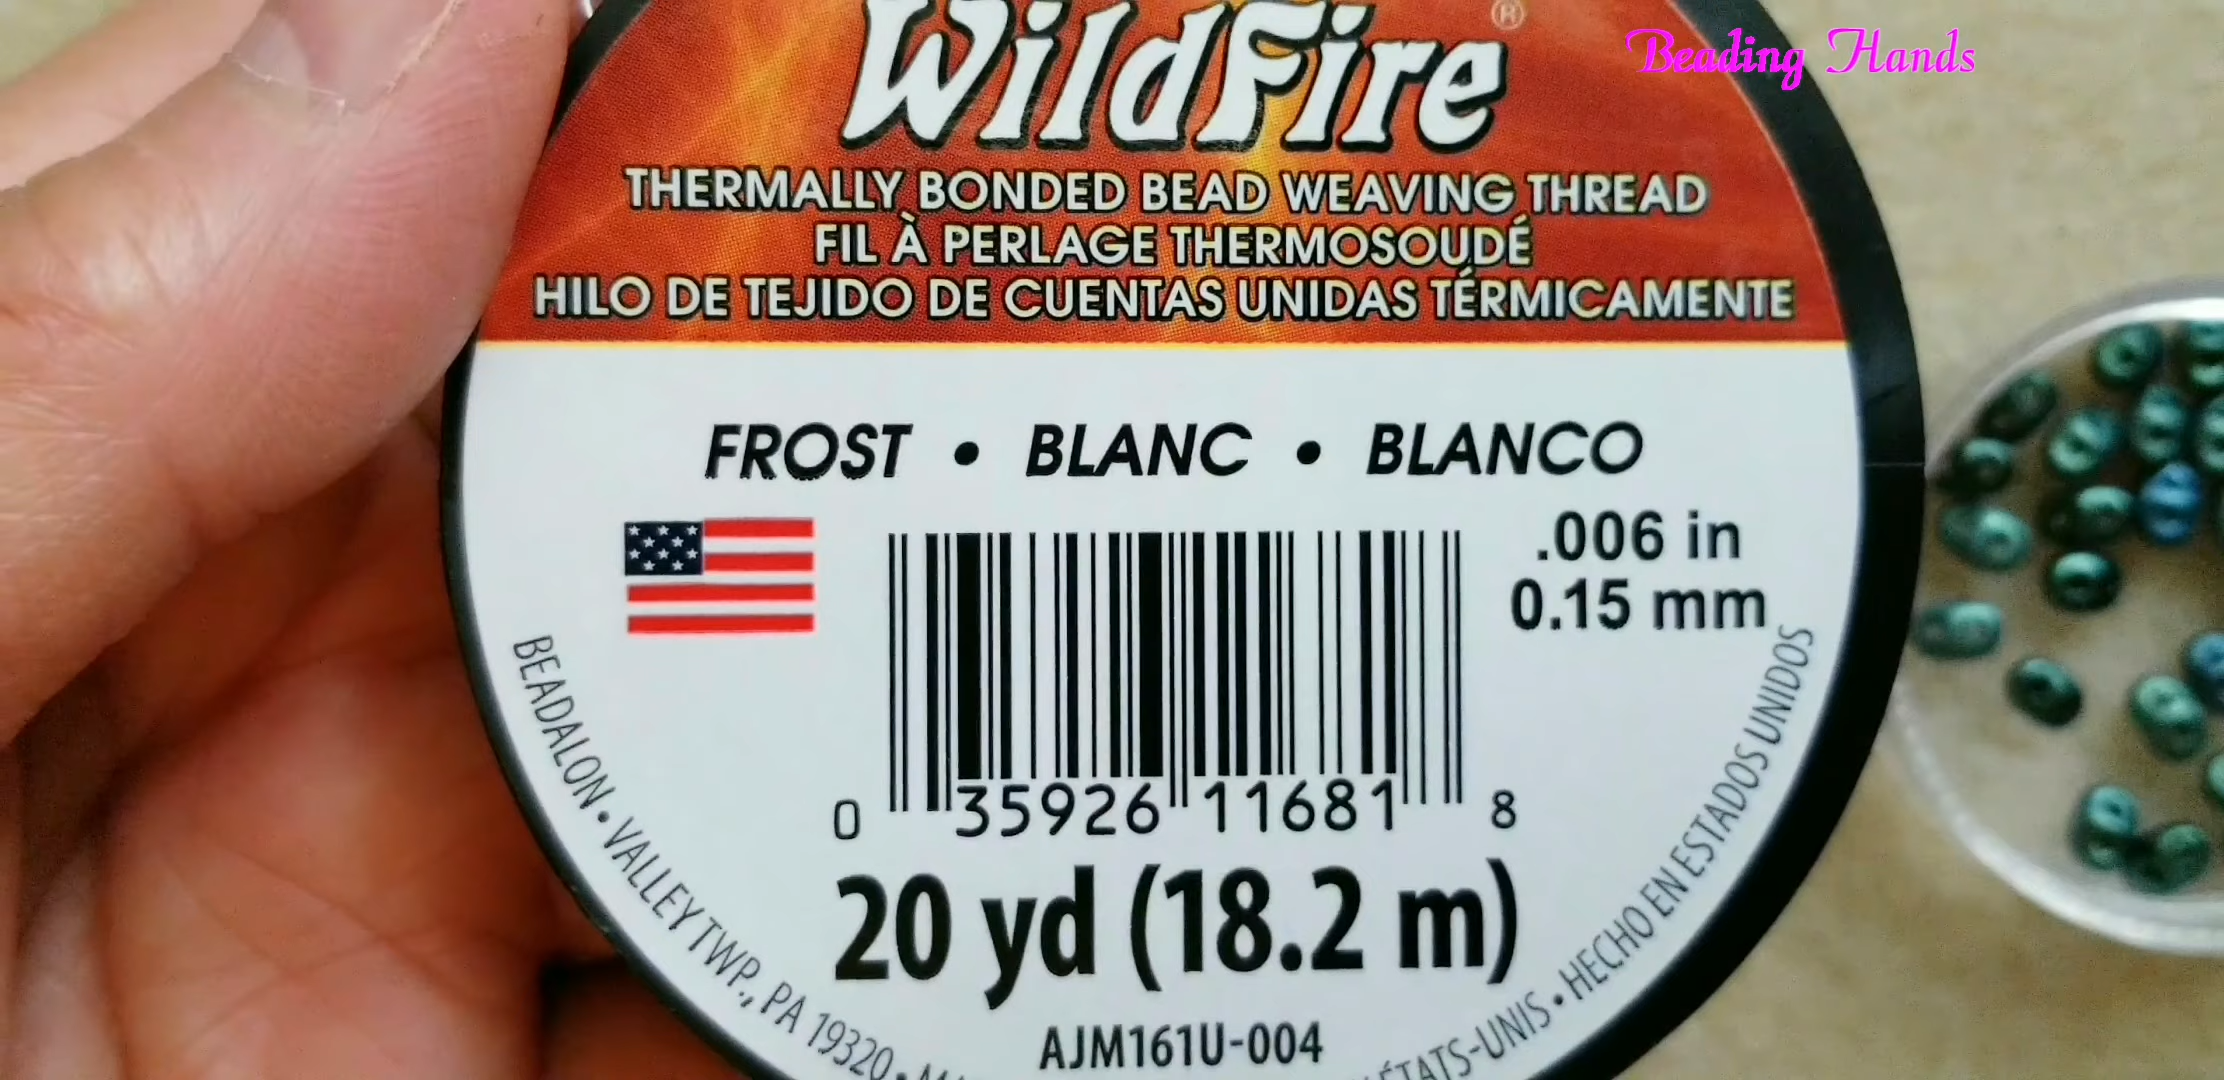 WildFire®
Beading Hands
THERMALLY BONDED BEAD WEAVING THREAD
FIL À PERLAGE THERMOSOUDÉ
HILO DE TEJIDO DE CUENTAS UNIDAS TÉRMICAMENTE
FROST • BLANC • BLANCO
.006 in
0.15 mm
0 35926 11681 8
20 yd (18.2 m)
AJM161U-004
BEADALON • VALLEY TWP., PA 19320 •
ÉTATS-UNIS • HECHO EN ESTADOS UNIDOS